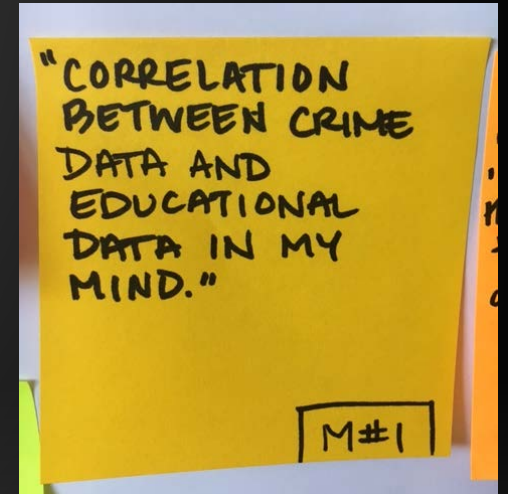 "CORRELATION
BETWEEN CRIME
DATA AND
EDUCATIONAL
DATA IN MY
MIND."
M#1